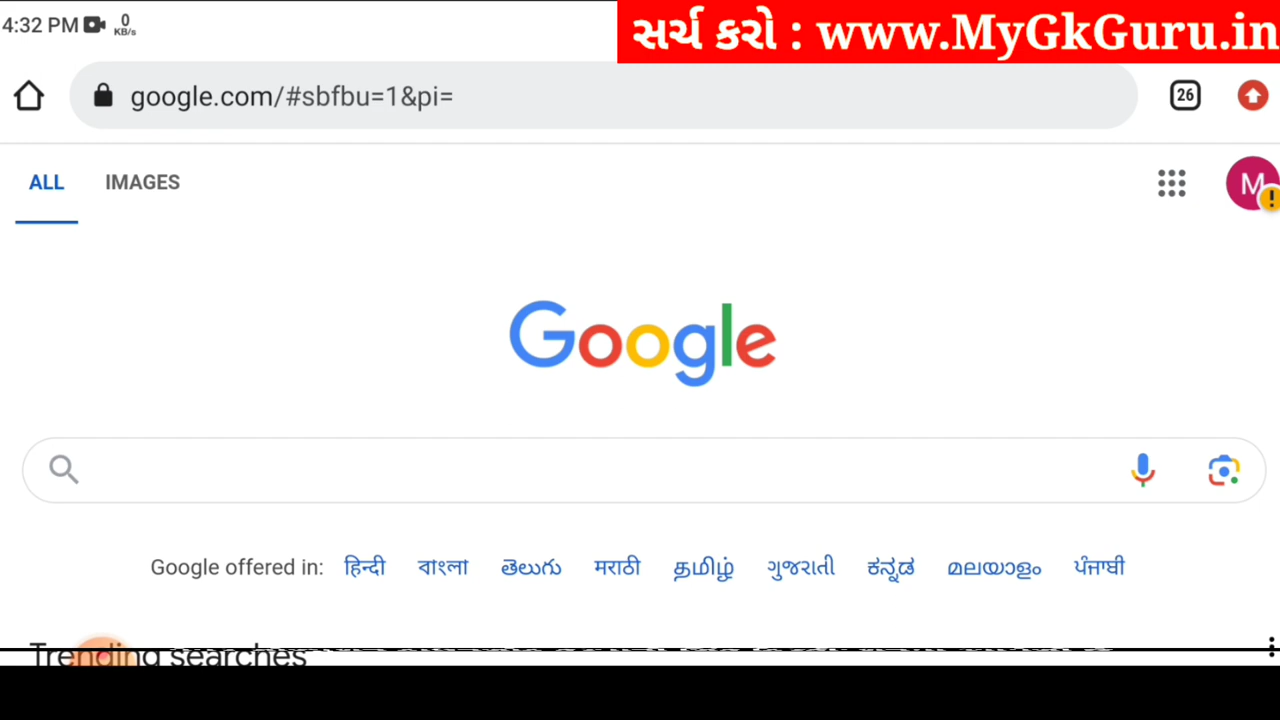 4:32 PM 0 KB/s
સર્ચ કરો : www.MyGkGuru.in
google.com/#sbfbu=1&pi=
26
ALL IMAGES
M
Google
Google offered in: हिन्दी বাংলা తెలుగు मराठी தமிழ் ગુજરાતી ಕನ್ನಡ മലയാളം ਪੰਜਾਬੀ
Trending searches